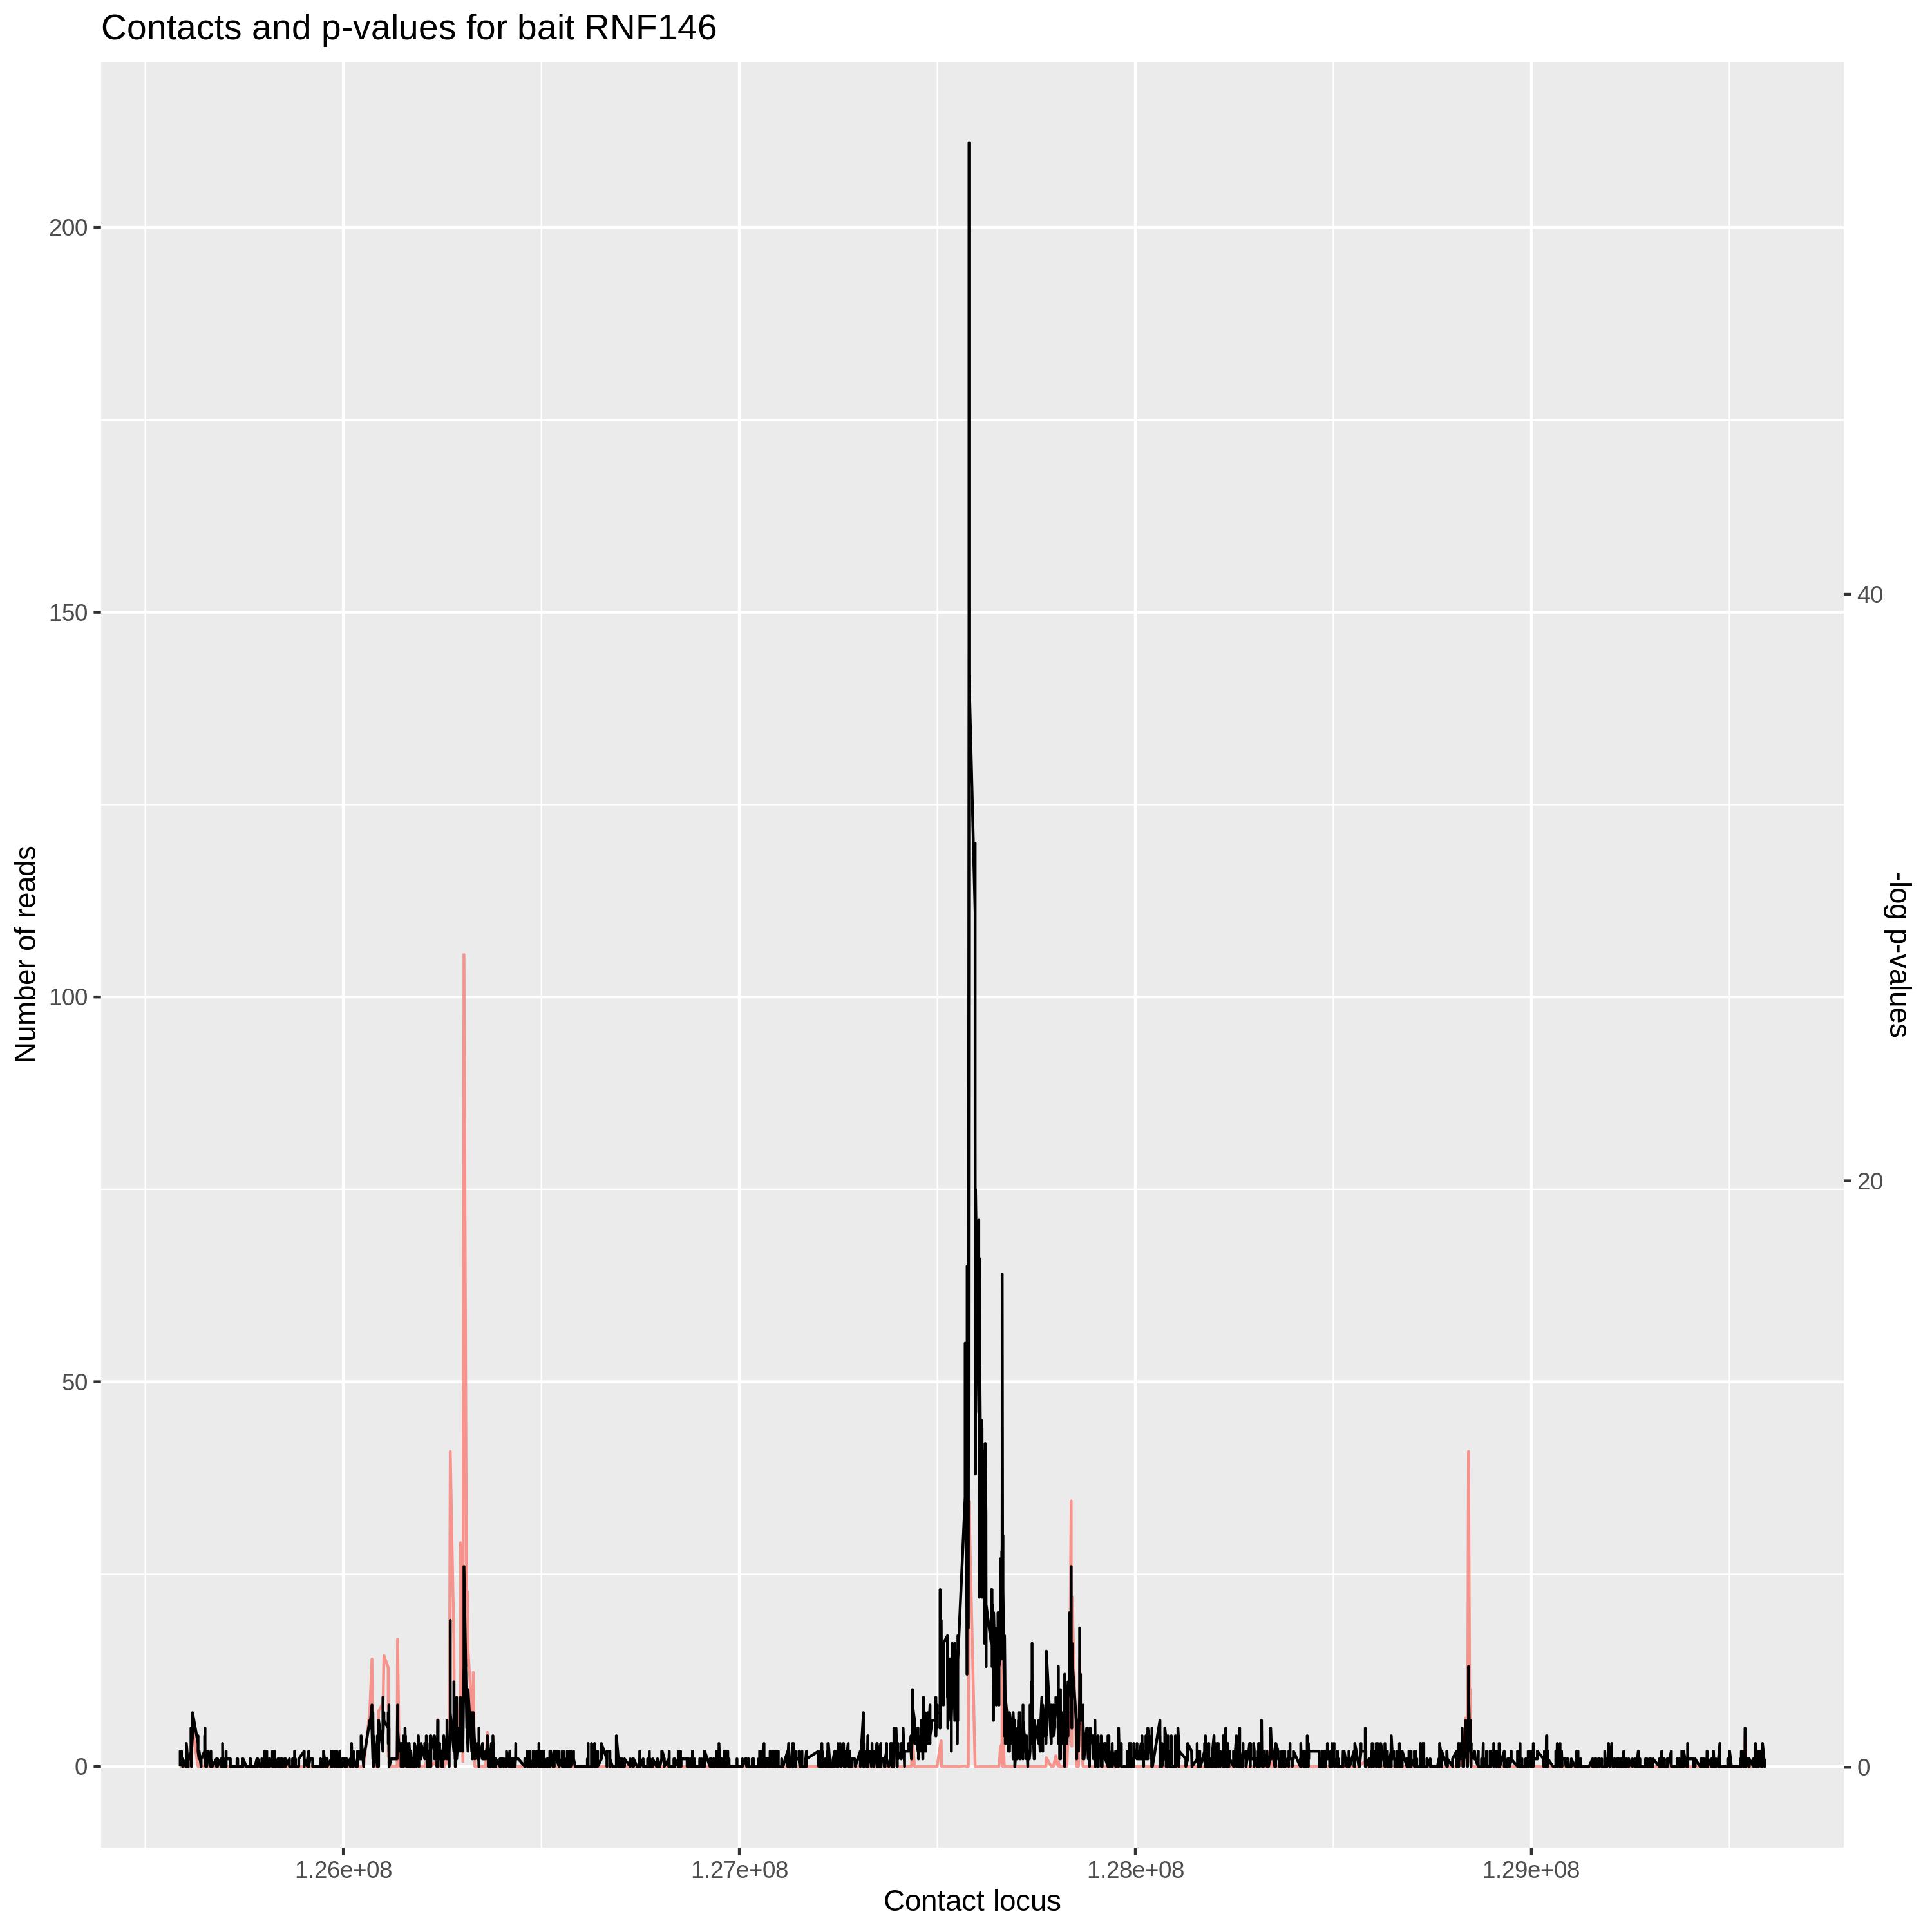 Contacts and p-values for bait RNF146
200
150
100
50
0
Number of reads
40
20
0
-log p-values
1.26e+08
1.27e+08
1.28e+08
1.29e+08
Contact locus